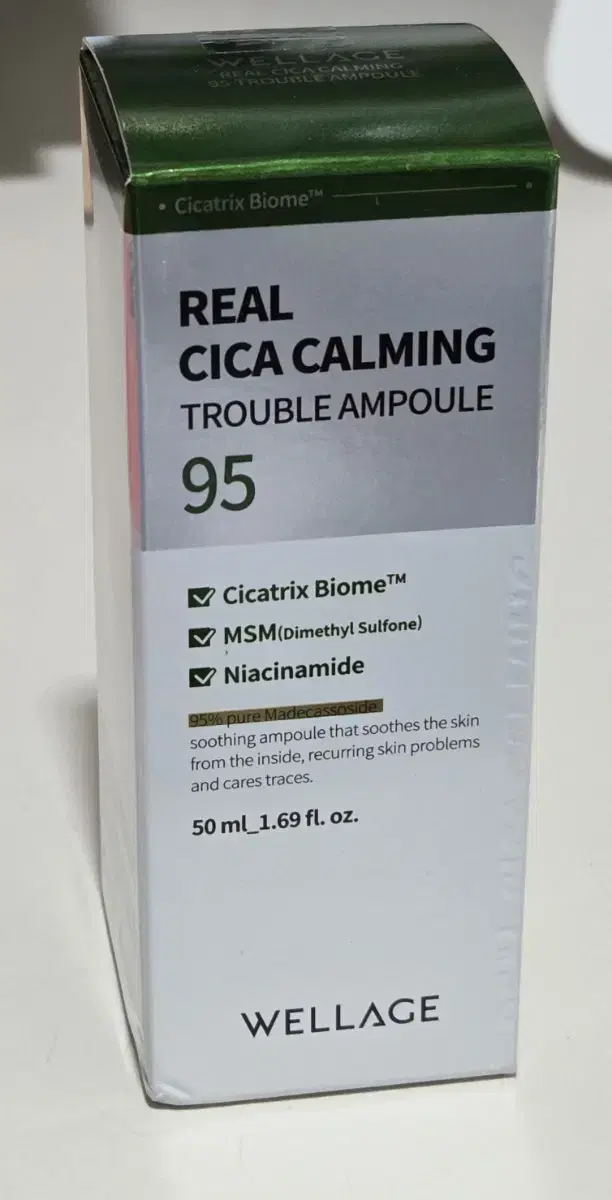 WELLAGE
REAL CICA CALMING
95 TROUBLE AMPOULE
• Cicatrix Biome™
REAL
CICA CALMING
TROUBLE AMPOULE
95
Cicatrix Biome™
MSM(Dimethyl Sulfone)
Niacinamide
95% pure Madecassoside
soothing ampoule that soothes the skin
from the inside, recurring skin problems
and cares traces.
50 ml_1.69 fl. oz.
WELLAGE